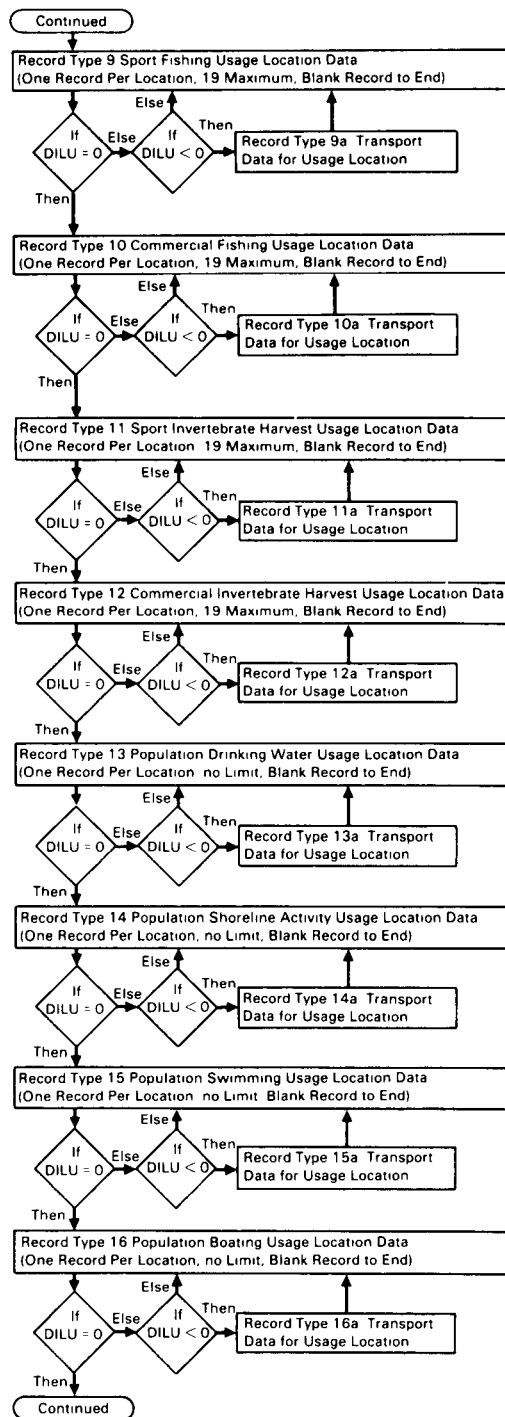 Continued
Record Type 9 Sport Fishing Usage Location Data
(One Record Per Location, 19 Maximum, Blank Record to End)
Else
If
DILU = 0
Else
If
DILU < 0
Then
Record Type 9a Transport
Data for Usage Location
Then
Record Type 10 Commercial Fishing Usage Location Data
(One Record Per Location, 19 Maximum, Blank Record to End)
Else
If
DILU = 0
Else
If
DILU < 0
Then
Record Type 10a Transport
Data for Usage Location
Then
Record Type 11 Sport Invertebrate Harvest Usage Location Data
(One Record Per Location 19 Maximum, Blank Record to End)
Else
If
DILU = 0
Else
If
DILU < 0
Then
Record Type 11a Transport
Data for Usage Location
Then
Record Type 12 Commercial Invertebrate Harvest Usage Location Data
(One Record Per Location, 19 Maximum, Blank Record to End)
Else
If
DILU = 0
Else
If
DILU < 0
Then
Record Type 12a Transport
Data for Usage Location
Then
Record Type 13 Population Drinking Water Usage Location Data
(One Record Per Location no Limit, Blank Record to End)
Else
If
DILU = 0
Else
If
DILU < 0
Then
Record Type 13a Transport
Data for Usage Location
Then
Record Type 14 Population Shoreline Activity Usage Location Data
(One Record Per Location, no Limit, Blank Record to End)
Else
If
DILU = 0
Else
If
DILU < 0
Then
Record Type 14a Transport
Data for Usage Location
Then
Record Type 15 Population Swimming Usage Location Data
(One Record Per Location no Limit Blank Record to End)
Else
If
DILU = 0
Else
If
DILU < 0
Then
Record Type 15a Transport
Data for Usage Location
Then
Record Type 16 Population Boating Usage Location Data
(One Record Per Location, no Limit, Blank Record to End)
Else
If
DILU = 0
Else
If
DILU < 0
Then
Record Type 16a Transport
Data for Usage Location
Then
Continued